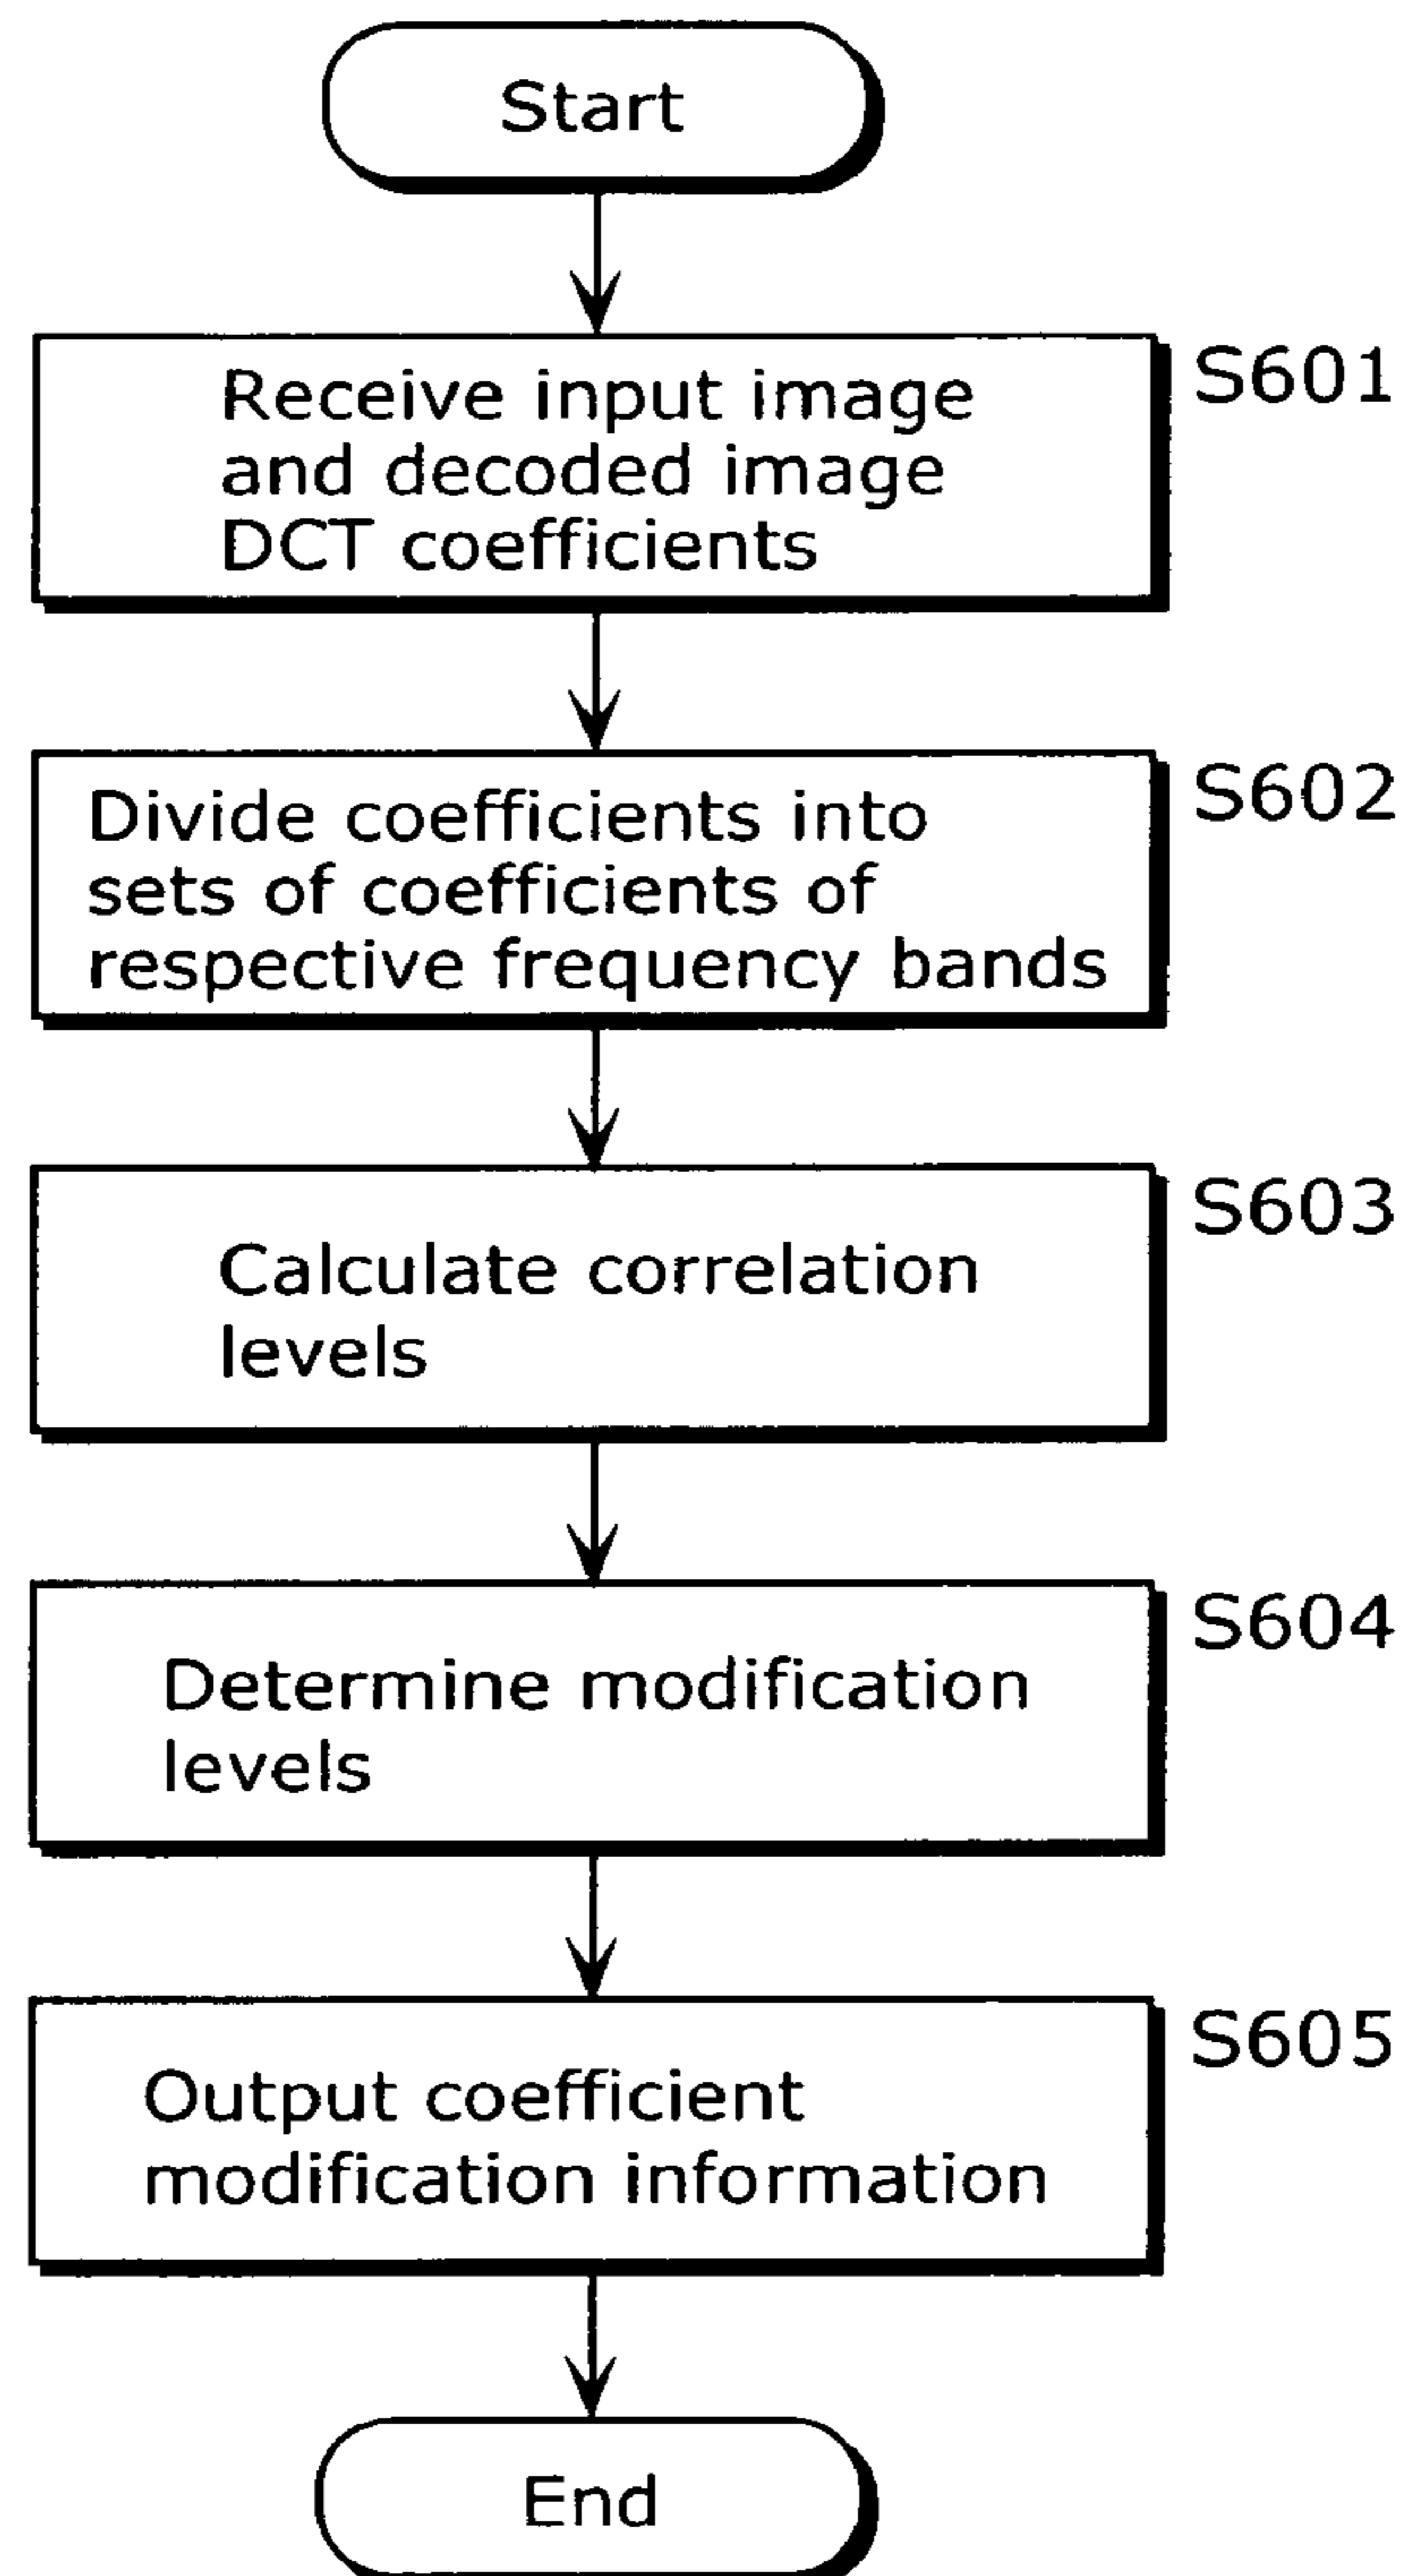 Start
Receive input image
and decoded image
DCT coefficients
S601
Divide coefficients into
sets of coefficients of
respective frequency bands
S602
Calculate correlation
levels
S603
Determine modification
levels
S604
Output coefficient
modification information
S605
End